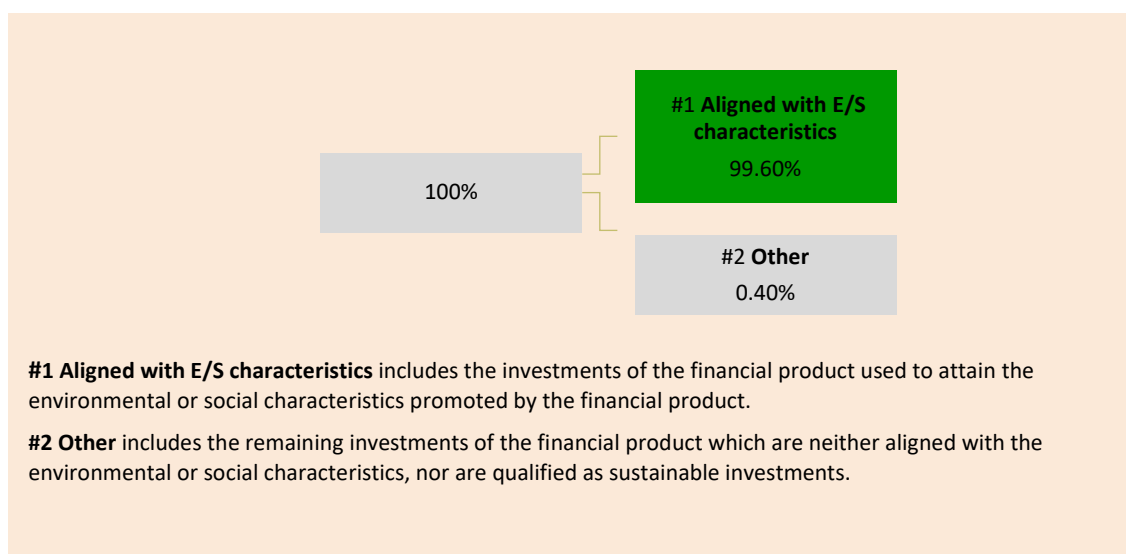 #1 Aligned with E/S
characteristics
99.60%
100%
#2 Other
0.40%
#1 Aligned with E/S characteristics includes the investments of the financial product used to attain the
environmental or social characteristics promoted by the financial product.
#2 Other includes the remaining investments of the financial product which are neither aligned with the
environmental or social characteristics, nor are qualified as sustainable investments.